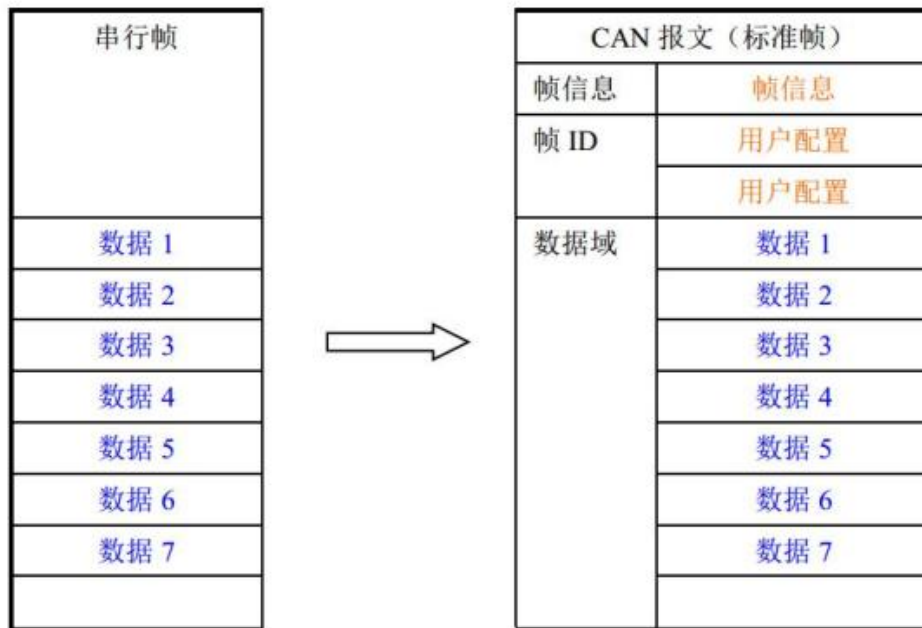 串行帧
数据 1
数据 2
数据 3
数据 4
数据 5
数据 6
数据 7
CAN 报文（标准帧）
帧信息 帧信息
帧 ID 用户配置
用户配置
数据域 数据 1
数据 2
数据 3
数据 4
数据 5
数据 6
数据 7